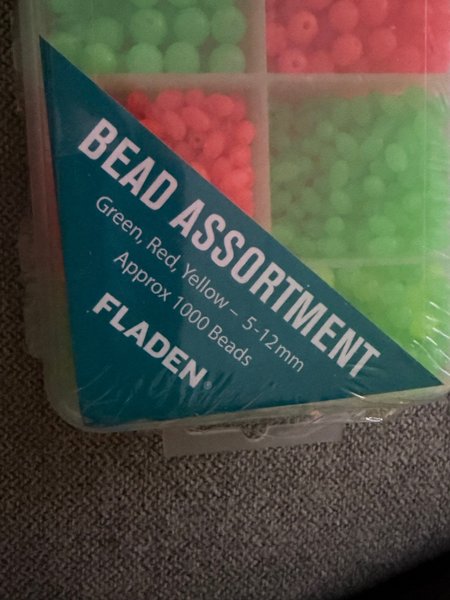 BEAD ASSORTMENT
Green, Red, Yellow – 5-12mm
Approx 1000 Beads
FLADEN®